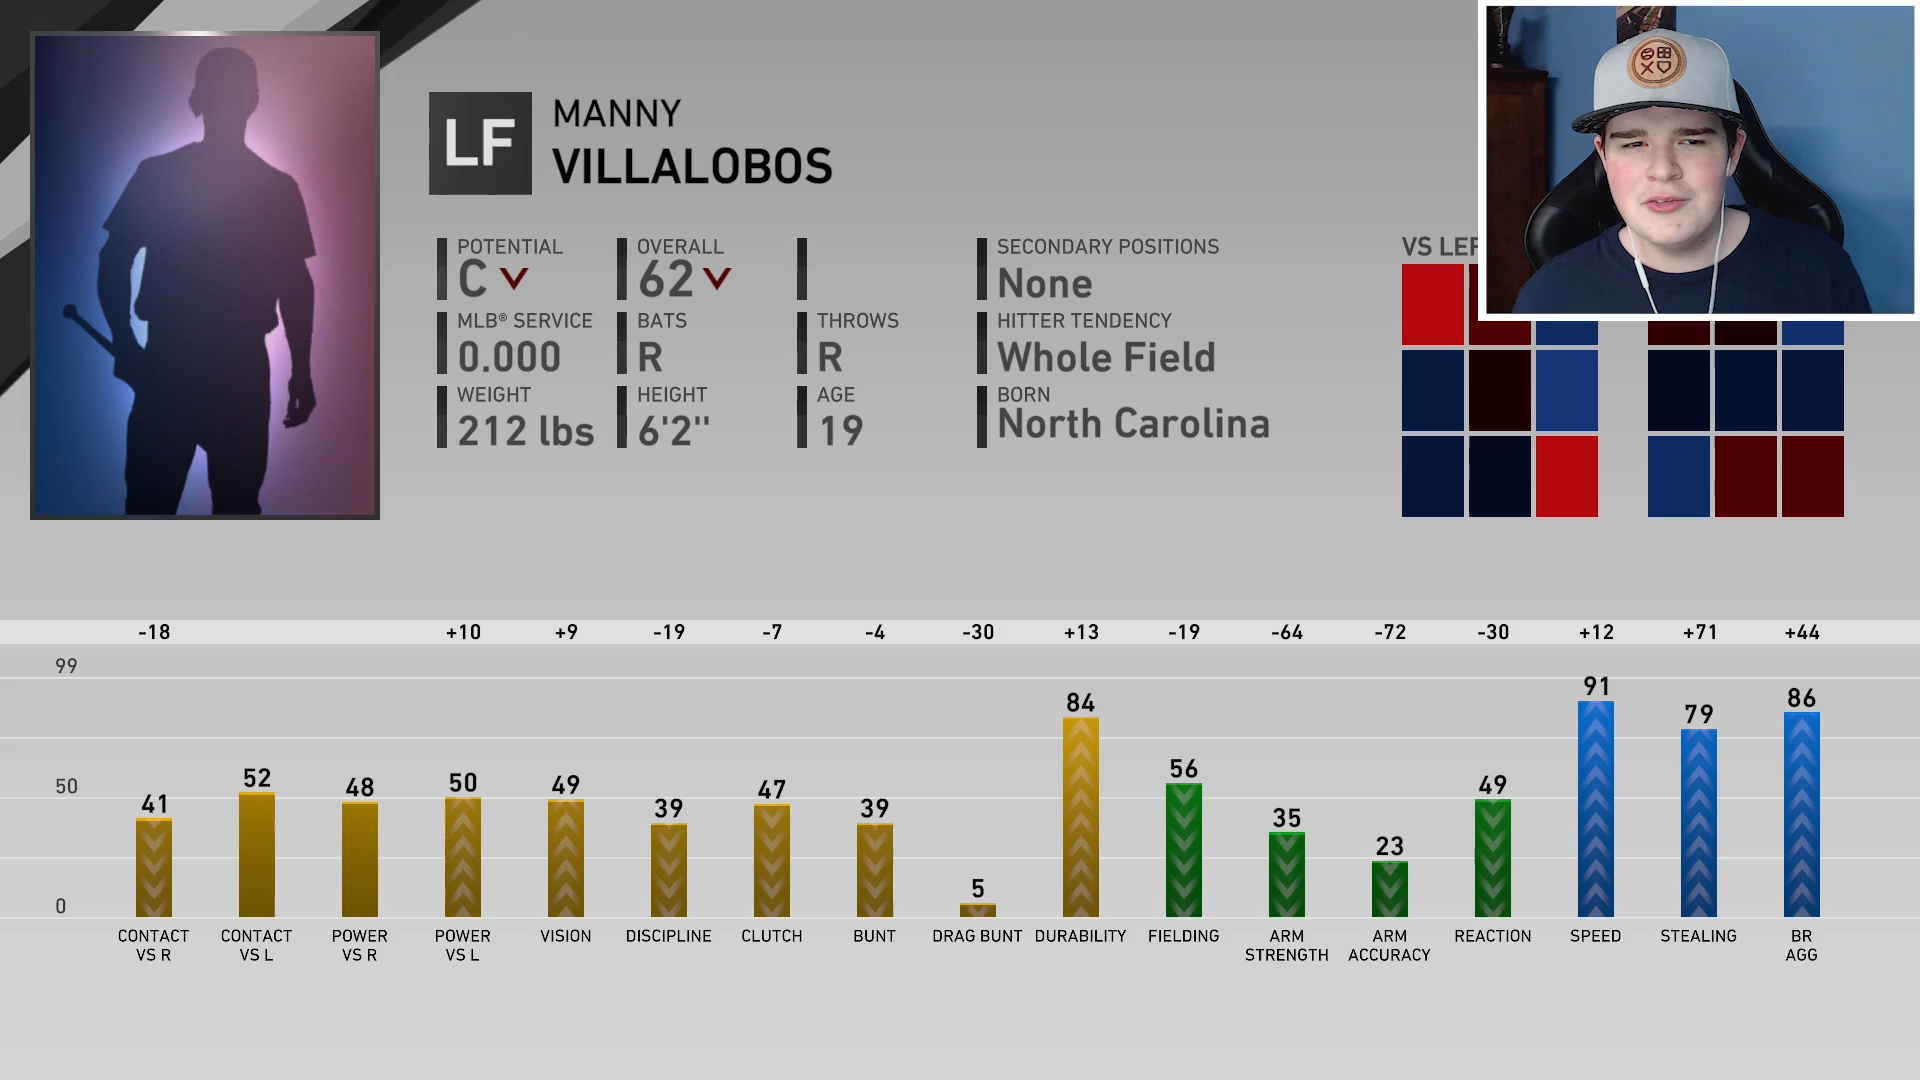 LF
MANNY
VILLALOBOS
POTENTIAL
C
OVERALL
62
SECONDARY POSITIONS
None
MLB® SERVICE
0.000
BATS
R
THROWS
R
HITTER TENDENCY
Whole Field
WEIGHT
212 lbs
HEIGHT
6'2"
AGE
19
BORN
North Carolina
VS
-18 +10 +9 -19 -7 -4 -30 +13 -19 -64 -72 -30 +12 +71 +44
99
50
0
41 52 48 50 49 39 47 39 5 84 56 35 23 49 91 79 86
CONTACT
VS R
CONTACT
VS L
POWER
VS R
POWER
VS L
VISION
DISCIPLINE
CLUTCH
BUNT
DRAG BUNT
DURABILITY
FIELDING
ARM
STRENGTH
ARM
ACCURACY
REACTION
SPEED
STEALING
BR
AGG